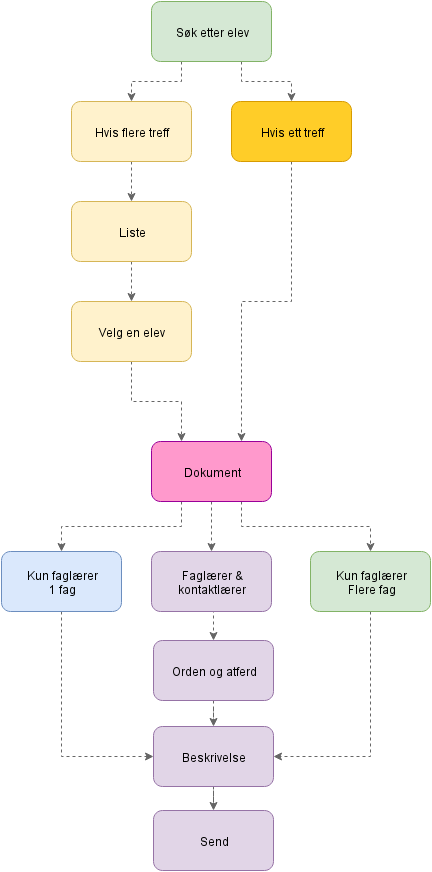 Søk etter elev
Hvis flere treff
Hvis ett treff
Liste
Velg en elev
Dokument
Kun faglærer
1 fag
Faglærer &
kontaktlærer
Kun faglærer
Flere fag
Orden og atferd
Beskrivelse
Send